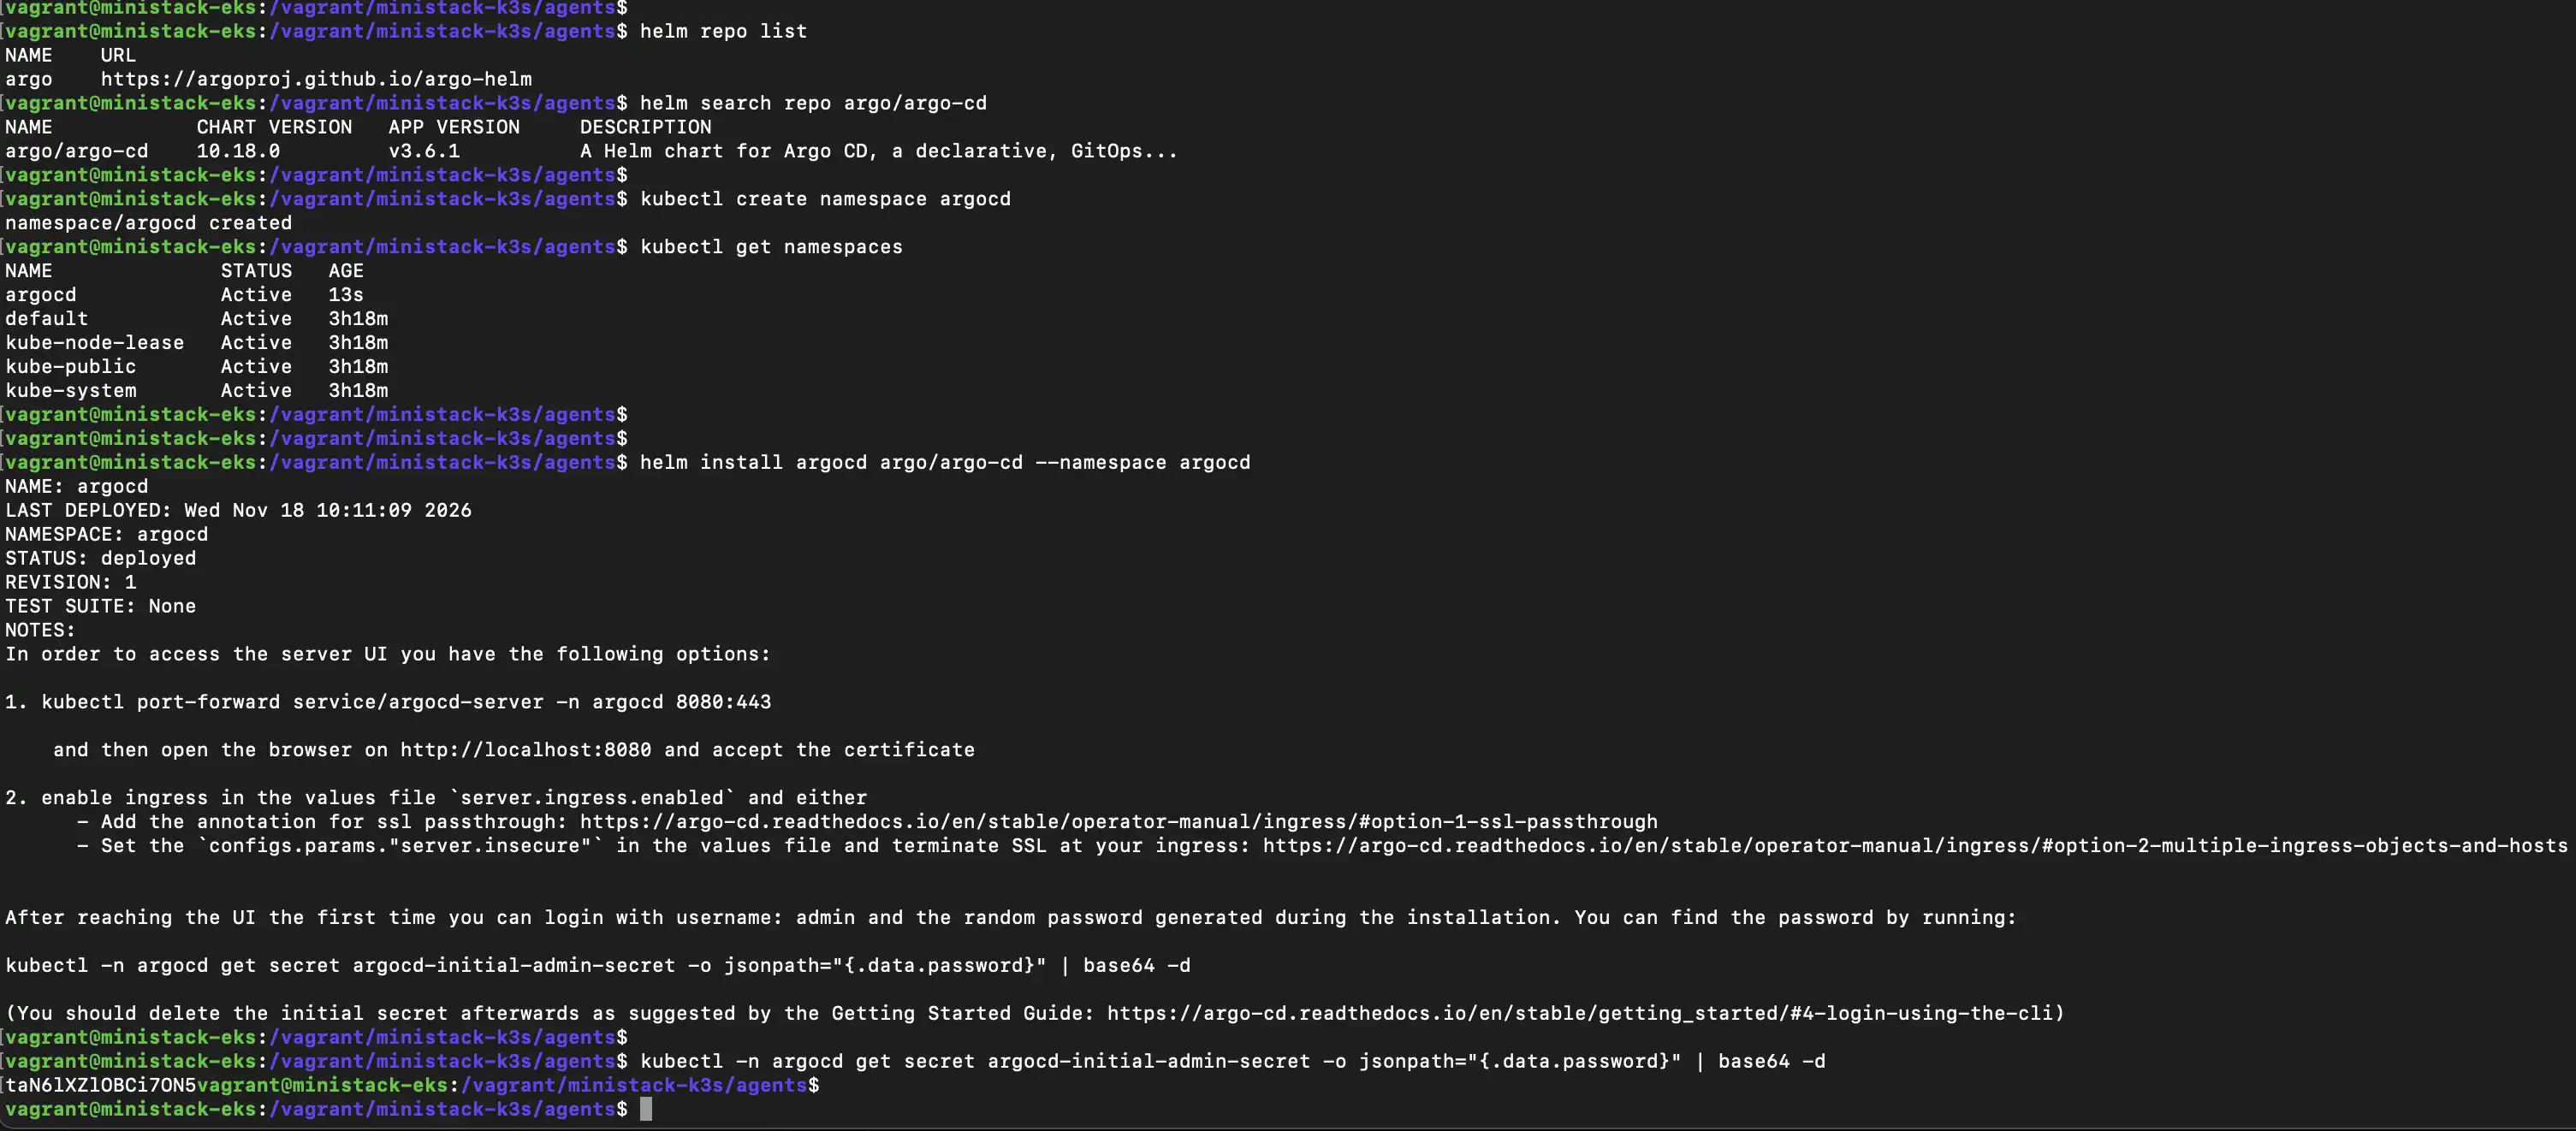 [vagrant@ministack-eks:/vagrant/ministack-k3s/agents$
[vagrant@ministack-eks:/vagrant/ministack-k3s/agents$ helm repo list
NAME    URL
argo    https://argoproj.github.io/argo-helm
[vagrant@ministack-eks:/vagrant/ministack-k3s/agents$ helm search repo argo/argo-cd
NAME            CHART VERSION   APP VERSION     DESCRIPTION
argo/argo-cd    10.18.0         v3.6.1          A Helm chart for Argo CD, a declarative, GitOps...
[vagrant@ministack-eks:/vagrant/ministack-k3s/agents$
[vagrant@ministack-eks:/vagrant/ministack-k3s/agents$ kubectl create namespace argocd
namespace/argocd created
[vagrant@ministack-eks:/vagrant/ministack-k3s/agents$ kubectl get namespaces
NAME              STATUS   AGE
argocd            Active   13s
default           Active   3h18m
kube-node-lease   Active   3h18m
kube-public       Active   3h18m
kube-system       Active   3h18m
[vagrant@ministack-eks:/vagrant/ministack-k3s/agents$
[vagrant@ministack-eks:/vagrant/ministack-k3s/agents$
[vagrant@ministack-eks:/vagrant/ministack-k3s/agents$ helm install argocd argo/argo-cd --namespace argocd
NAME: argocd
LAST DEPLOYED: Wed Nov 18 10:11:09 2026
NAMESPACE: argocd
STATUS: deployed
REVISION: 1
TEST SUITE: None
NOTES:
In order to access the server UI you have the following options:
1. kubectl port-forward service/argocd-server -n argocd 8080:443
    and then open the browser on http://localhost:8080 and accept the certificate
2. enable ingress in the values file `server.ingress.enabled` and either
      - Add the annotation for ssl passthrough: https://argo-cd.readthedocs.io/en/stable/operator-manual/ingress/#option-1-ssl-passthrough
      - Set the `configs.params."server.insecure"` in the values file and terminate SSL at your ingress: https://argo-cd.readthedocs.io/en/stable/operator-manual/ingress/#option-2-multiple-ingress-objects-and-hosts
After reaching the UI the first time you can login with username: admin and the random password generated during the installation. You can find the password by running:
kubectl -n argocd get secret argocd-initial-admin-secret -o jsonpath="{.data.password}" | base64 -d
(You should delete the initial secret afterwards as suggested by the Getting Started Guide: https://argo-cd.readthedocs.io/en/stable/getting_started/#4-login-using-the-cli)
[vagrant@ministack-eks:/vagrant/ministack-k3s/agents$
[vagrant@ministack-eks:/vagrant/ministack-k3s/agents$ kubectl -n argocd get secret argocd-initial-admin-secret -o jsonpath="{.data.password}" | base64 -d
[taN6lXZlOBCi7ON5vagrant@ministack-eks:/vagrant/ministack-k3s/agents$
vagrant@ministack-eks:/vagrant/ministack-k3s/agents$